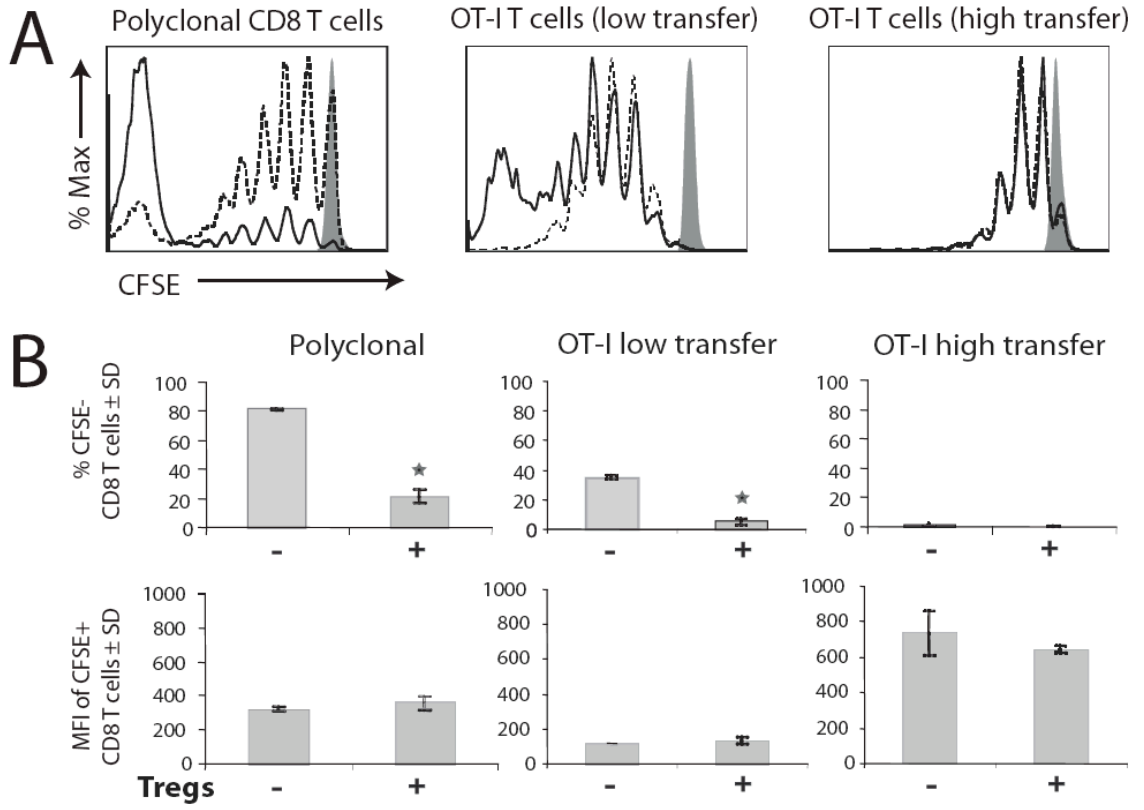 A
Polyclonal CD8 T cells
OT-I T cells (low transfer)
OT-I T cells (high transfer)
% Max
CFSE
B
Polyclonal
OT-I low transfer
OT-I high transfer
% CFSE-
CD8 T cells ± SD
100
80
60
40
20
0
- +
100
80
60
40
20
0
- +
100
80
60
40
20
0
- +
MFI of CFSE+
CD8 T cells ± SD
1000
800
600
400
200
0
1000
800
600
400
200
0
1000
800
600
400
200
0
Tregs - +
- +
- +